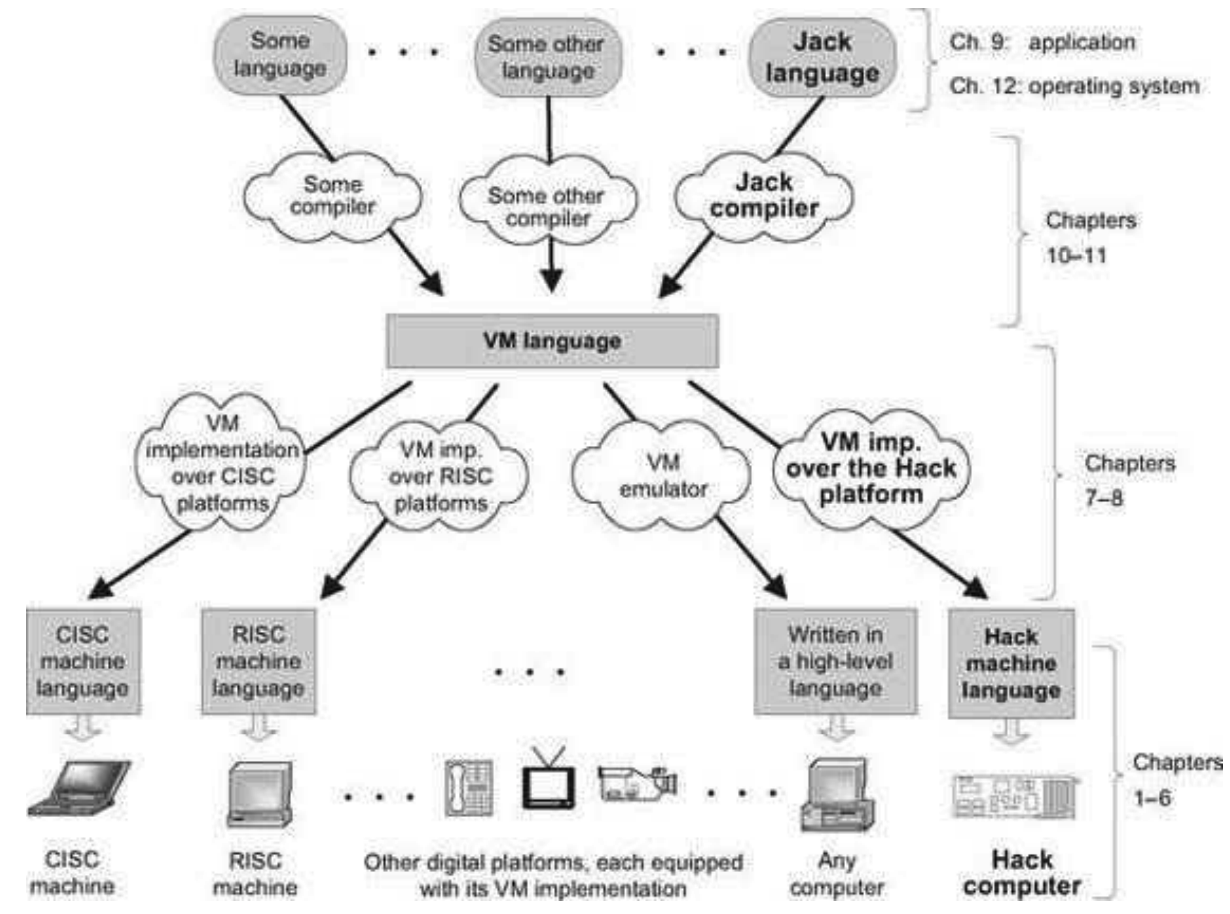 Some
language
Some other
language
Jack
language
Ch. 9: application
Ch. 12: operating system
Some
compiler
Some other
compiler
Jack
compiler
Chapters
10–11
VM language
VM
implementation
over CISC
platforms
VM imp.
over RISC
platforms
VM
emulator
VM imp.
over the Hack
platform
Chapters
7–8
CISC
machine
language
RISC
machine
language
Written in
a high-level
language
Hack
machine
language
Chapters
1–6
CISC
machine
RISC
machine
Other digital platforms, each equipped
with its VM implementation
Any
computer
Hack
computer